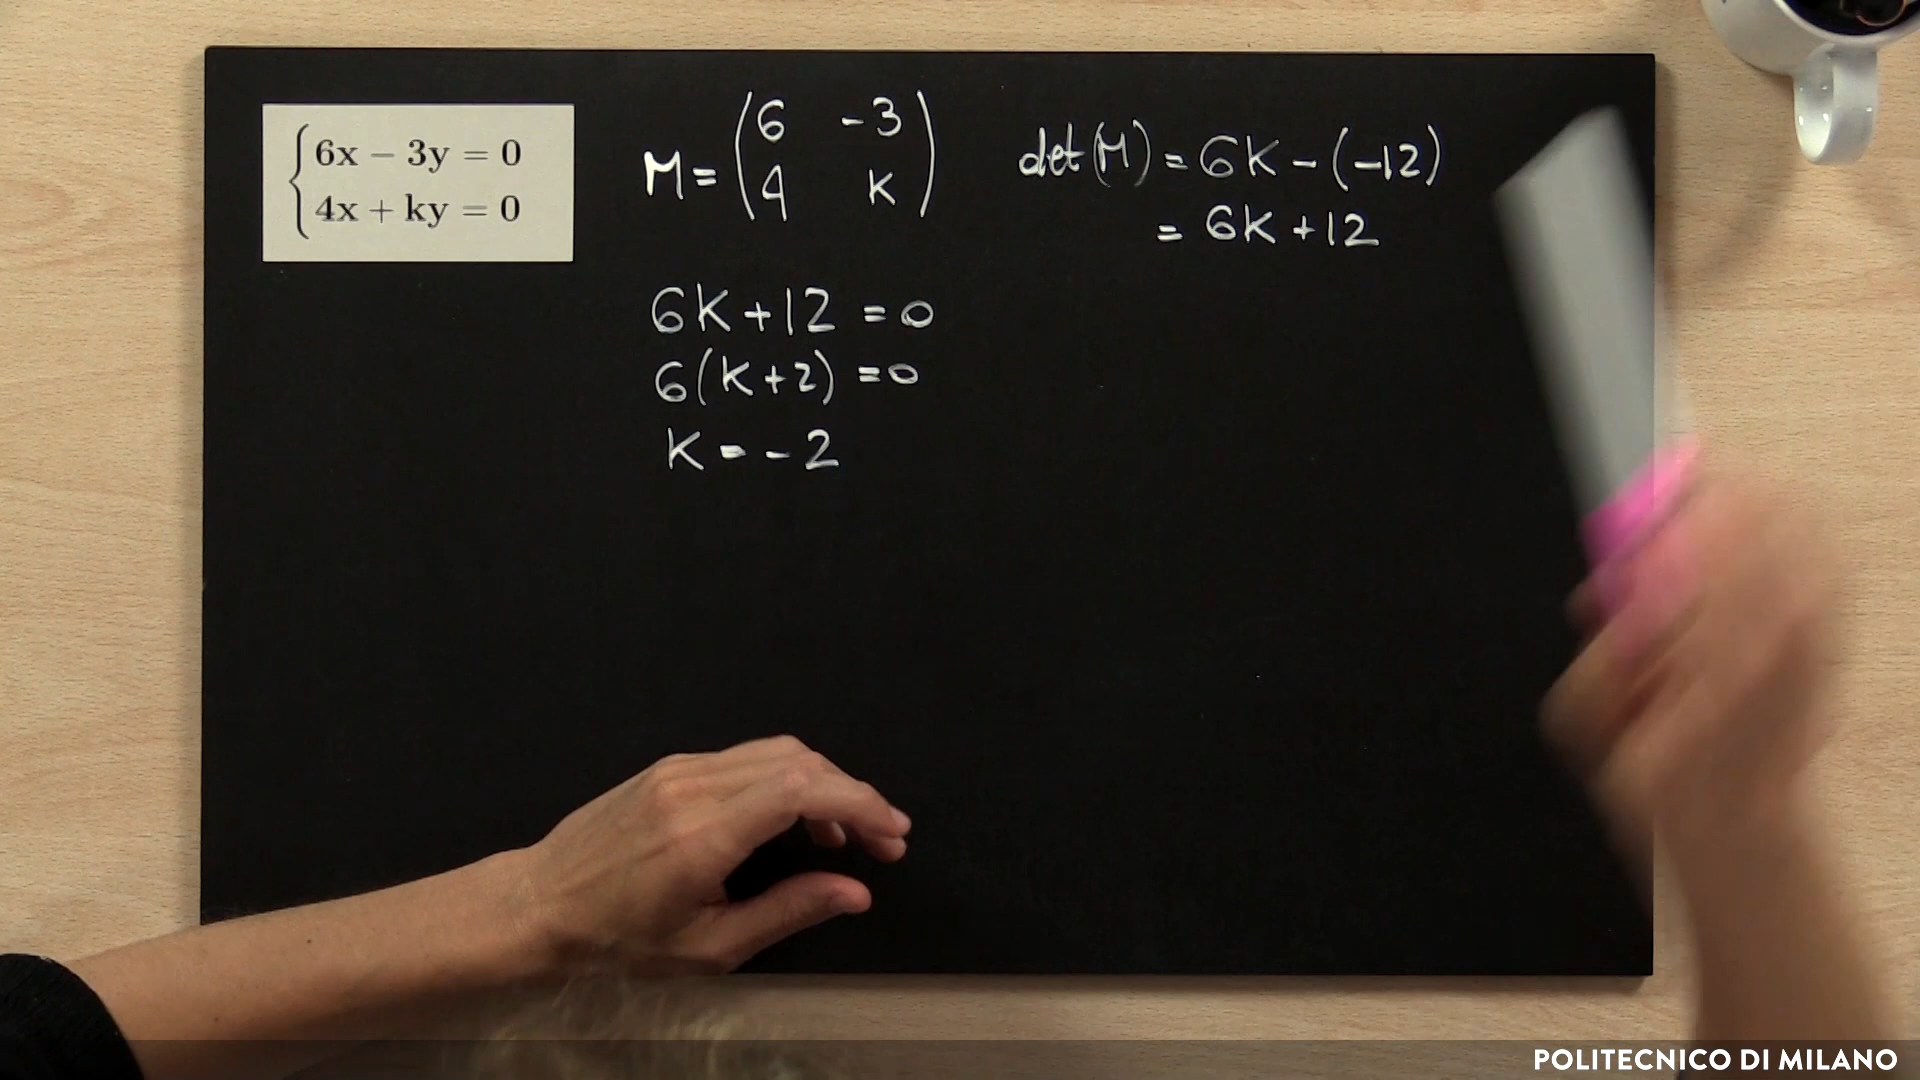 6x − 3y = 0
4x + ky = 0
M = ( 6 -3
4 k )
det(M) = 6k - (-12)
= 6k + 12
6k + 12 = 0
6(k + 2) = 0
k = - 2
POLITECNICO DI MILANO